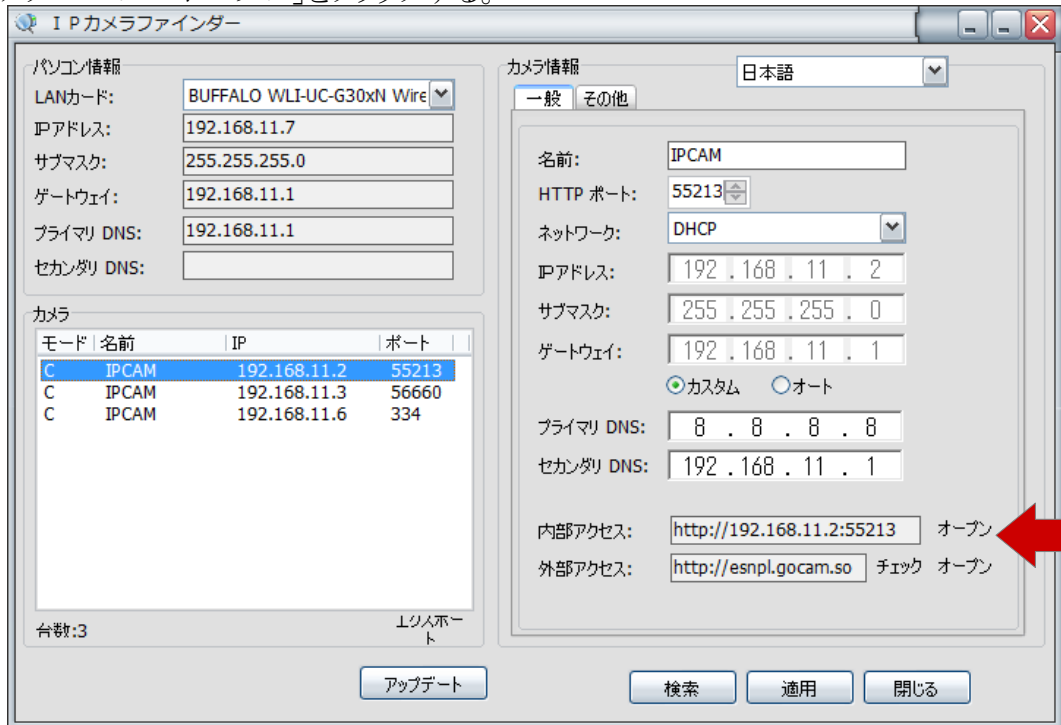 」をクリックする。
IPカメラファインダー
パソコン情報
LANカード: BUFFALO WLI-UC-G30xN Wire
IPアドレス: 192.168.11.7
サブマスク: 255.255.255.0
ゲートウェイ: 192.168.11.1
プライマリ DNS: 192.168.11.1
セカンダリ DNS:
カメラ
モード 名前 IP ポート
C IPCAM 192.168.11.2 55213
C IPCAM 192.168.11.3 56660
C IPCAM 192.168.11.6 334
台数:3
エクスポー
ト
アップデート
カメラ情報
日本語
一般 その他
名前: IPCAM
HTTP ポート: 55213
ネットワーク: DHCP
IPアドレス: 192 . 168 . 11 . 2
サブマスク: 255 . 255 . 255 . 0
ゲートウェイ: 192 . 168 . 11 . 1
カスタム オート
プライマリ DNS: 8 . 8 . 8 . 8
セカンダリ DNS: 192 . 168 . 11 . 1
内部アクセス: http://192.168.11.2:55213 オープン
外部アクセス: http://esnpl.gocam.so チェック オープン
検索 適用 閉じる